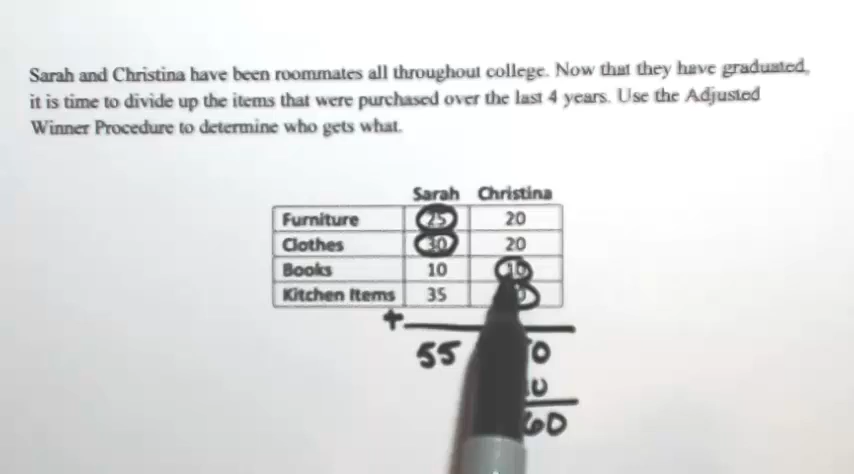 Sarah and Christina have been roommates all throughout college. Now that they have graduated,
it is time to divide up the items that were purchased over the last 4 years. Use the Adjusted
Winner Procedure to determine who gets what.
Sarah Christina
Furniture 25 20
Clothes 30 20
Books 10 10
Kitchen Items 35
+
55
60